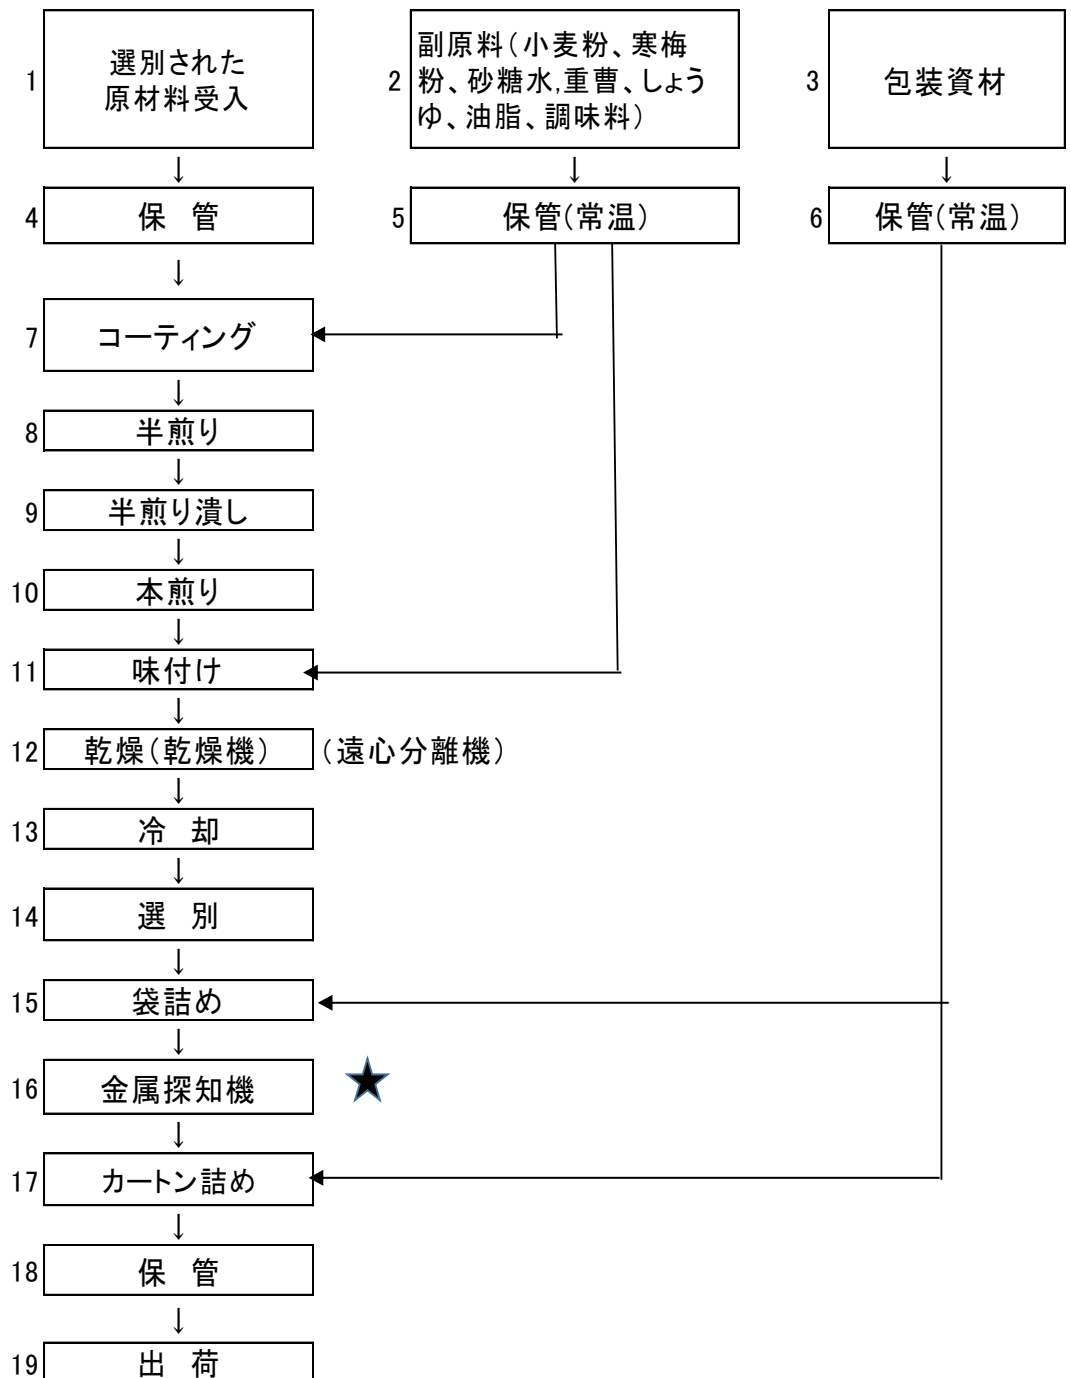 1 選別された
原材料受入
2 副原料(小麦粉、寒梅
粉、砂糖水,重曹、しょう
ゆ、油脂、調味料)
3 包装資材
↓ ↓ ↓
4 保 管
5 保管(常温)
6 保管(常温)
↓
7 コーティング
↓
8 半煎り
↓
9 半煎り潰し
↓
10 本煎り
↓
11 味付け
↓
12 乾燥(乾燥機) (遠心分離機)
↓
13 冷 却
↓
14 選 別
↓
15 袋詰め
↓
16 金属探知機 ★
↓
17 カートン詰め
↓
18 保 管
↓
19 出 荷